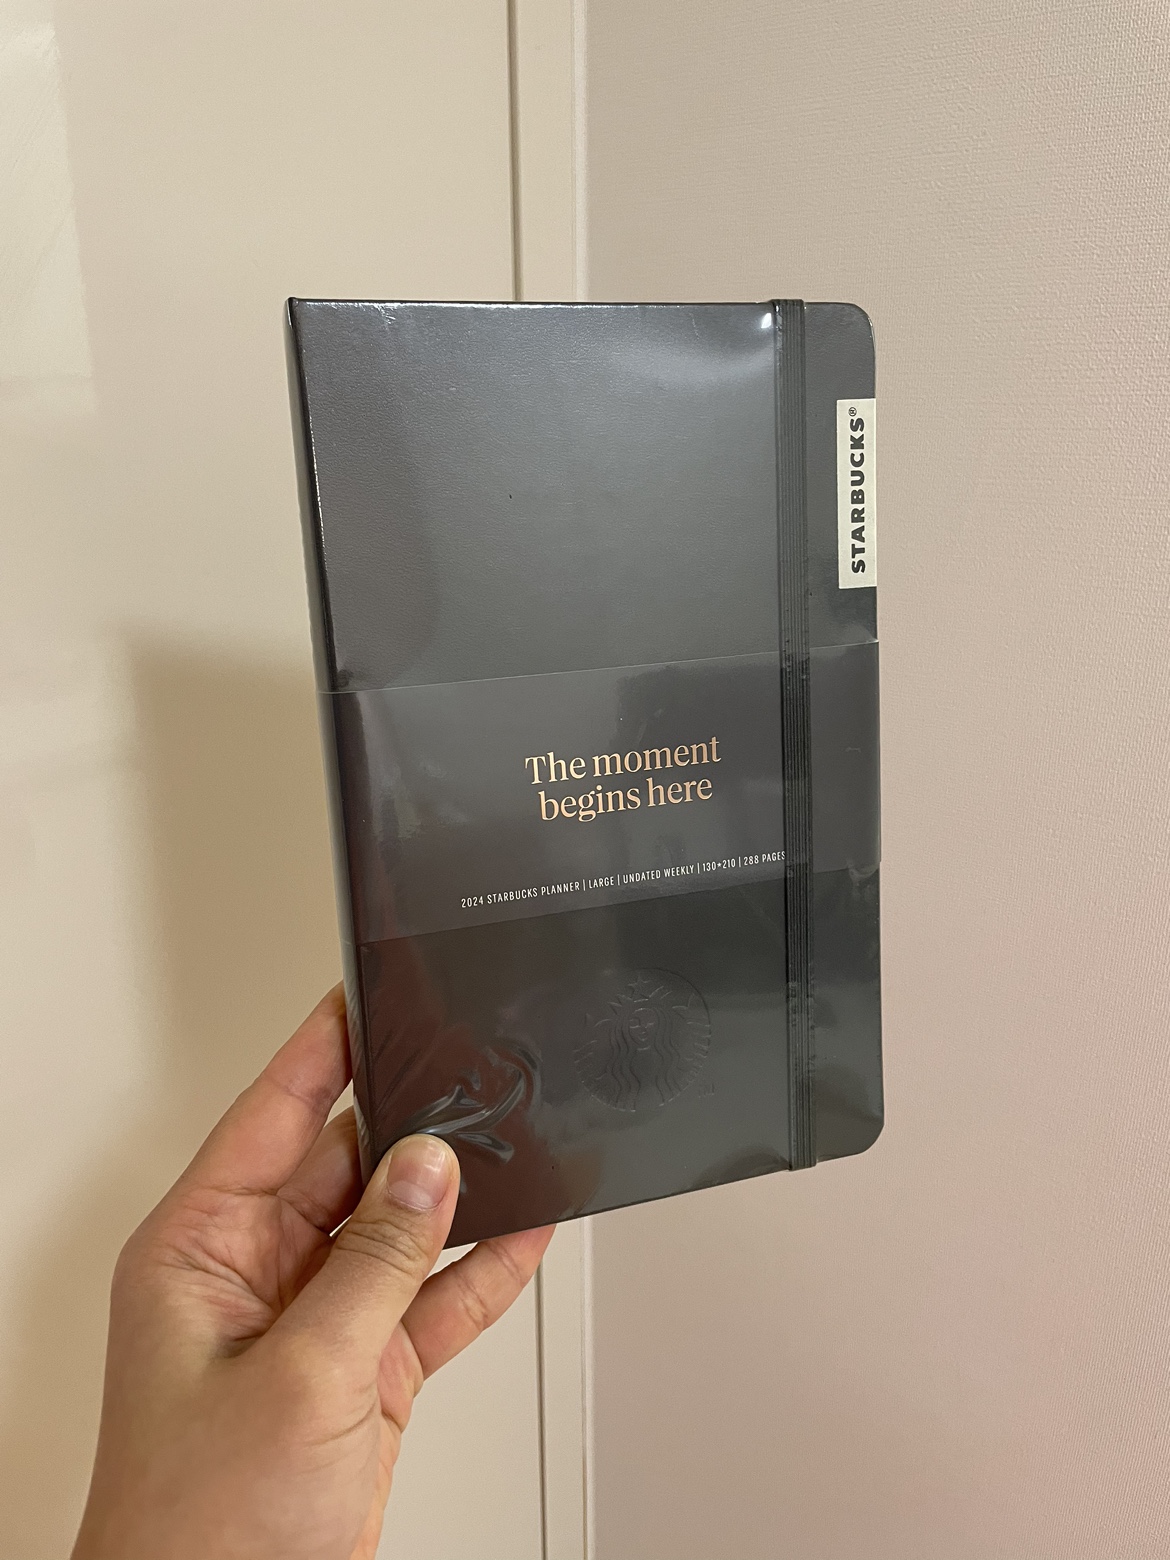 STARBUCKS®
The moment
begins here
2024 STARBUCKS PLANNER | LARGE | UNDATED WEEKLY | 130*210 | 288 PAGES